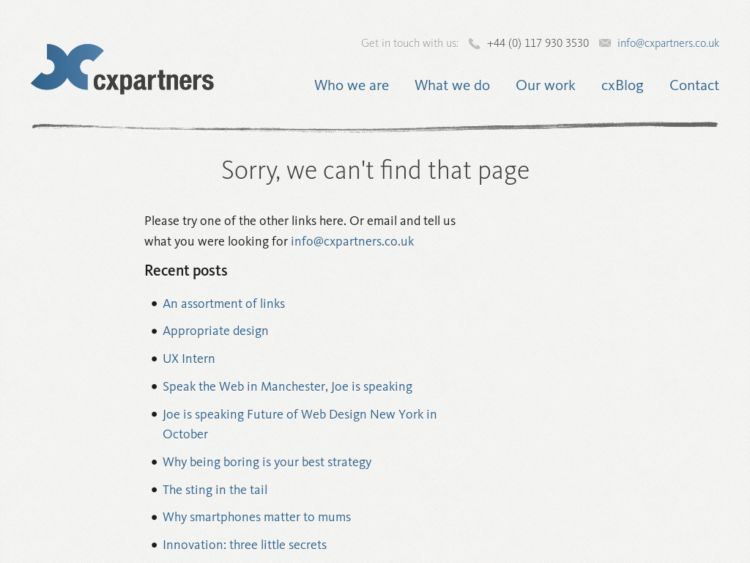 Get in touch with us: +44 (0) 117 930 3530 info@cxpartners.co.uk
cxpartners
Who we are What we do Our work cxBlog Contact
Sorry, we can't find that page
Please try one of the other links here. Or email and tell us
what you were looking for info@cxpartners.co.uk
Recent posts
An assortment of links
Appropriate design
UX Intern
Speak the Web in Manchester, Joe is speaking
Joe is speaking Future of Web Design New York in
October
Why being boring is your best strategy
The sting in the tail
Why smartphones matter to mums
Innovation: three little secrets